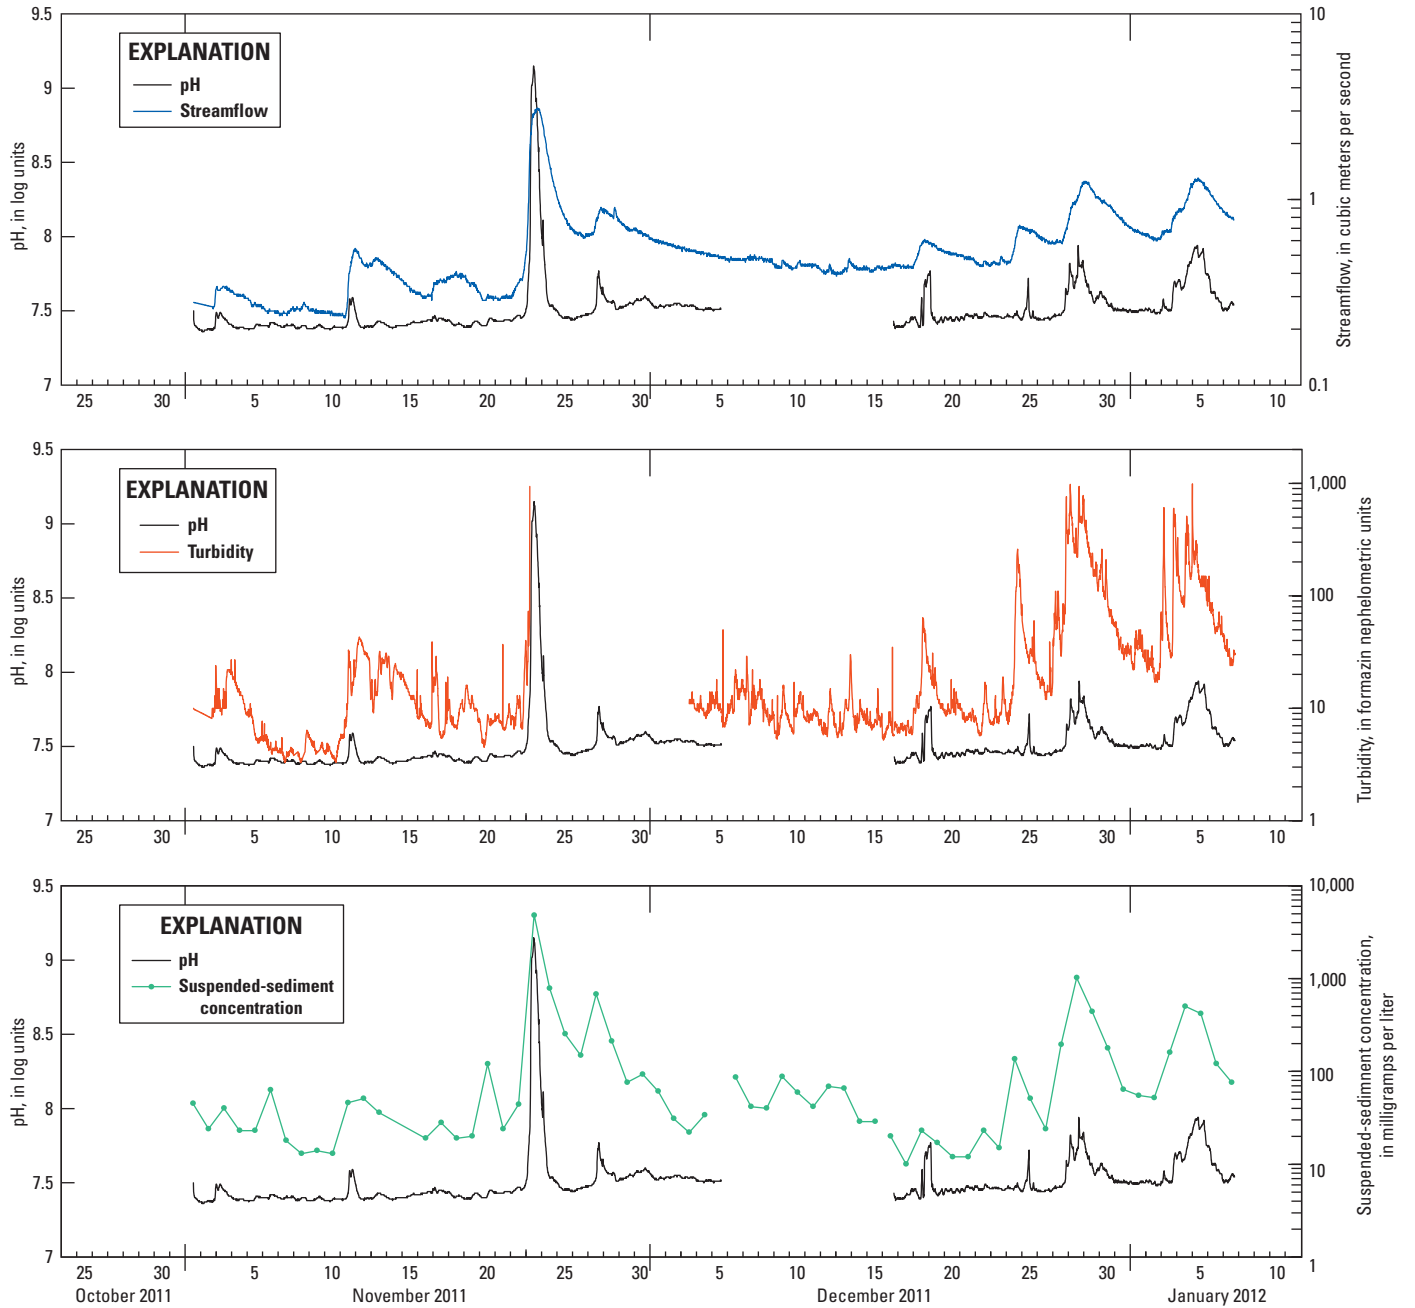 9.5
9
8.5
8
7.5
7
pH, in log units
EXPLANATION
pH
Streamflow
10
1
0.1
Streamflow, in cubic meters per second
25 30 5 10 15 20 25 30 5 10 15 20 25 30 5 10
9.5
9
8.5
8
7.5
7
pH, in log units
EXPLANATION
pH
Turbidity
1,000
100
10
1
Turbidity, in formazin nephelometric units
25 30 5 10 15 20 25 30 5 10 15 20 25 30 5 10
9.5
9
8.5
8
7.5
7
pH, in log units
EXPLANATION
pH
Suspended-sediment
concentration
10,000
1,000
100
10
1
Suspended-sedimnent concentration,
in milligramps per liter
25 30 5 10 15 20 25 30 5 10 15 20 25 30 5 10
October 2011 November 2011 December 2011 January 2012